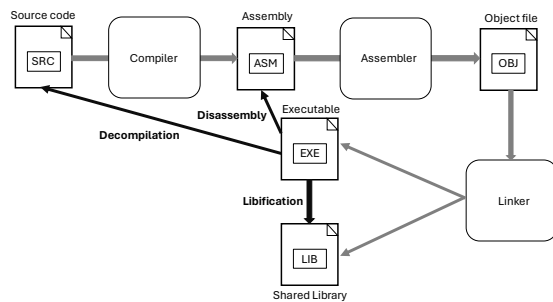 Source code
Assembly
Object file
SRC
Compiler
ASM
Assembler
OBJ
Disassembly
Executable
Decompilation
EXE
Libification
Linker
LIB
Shared Library